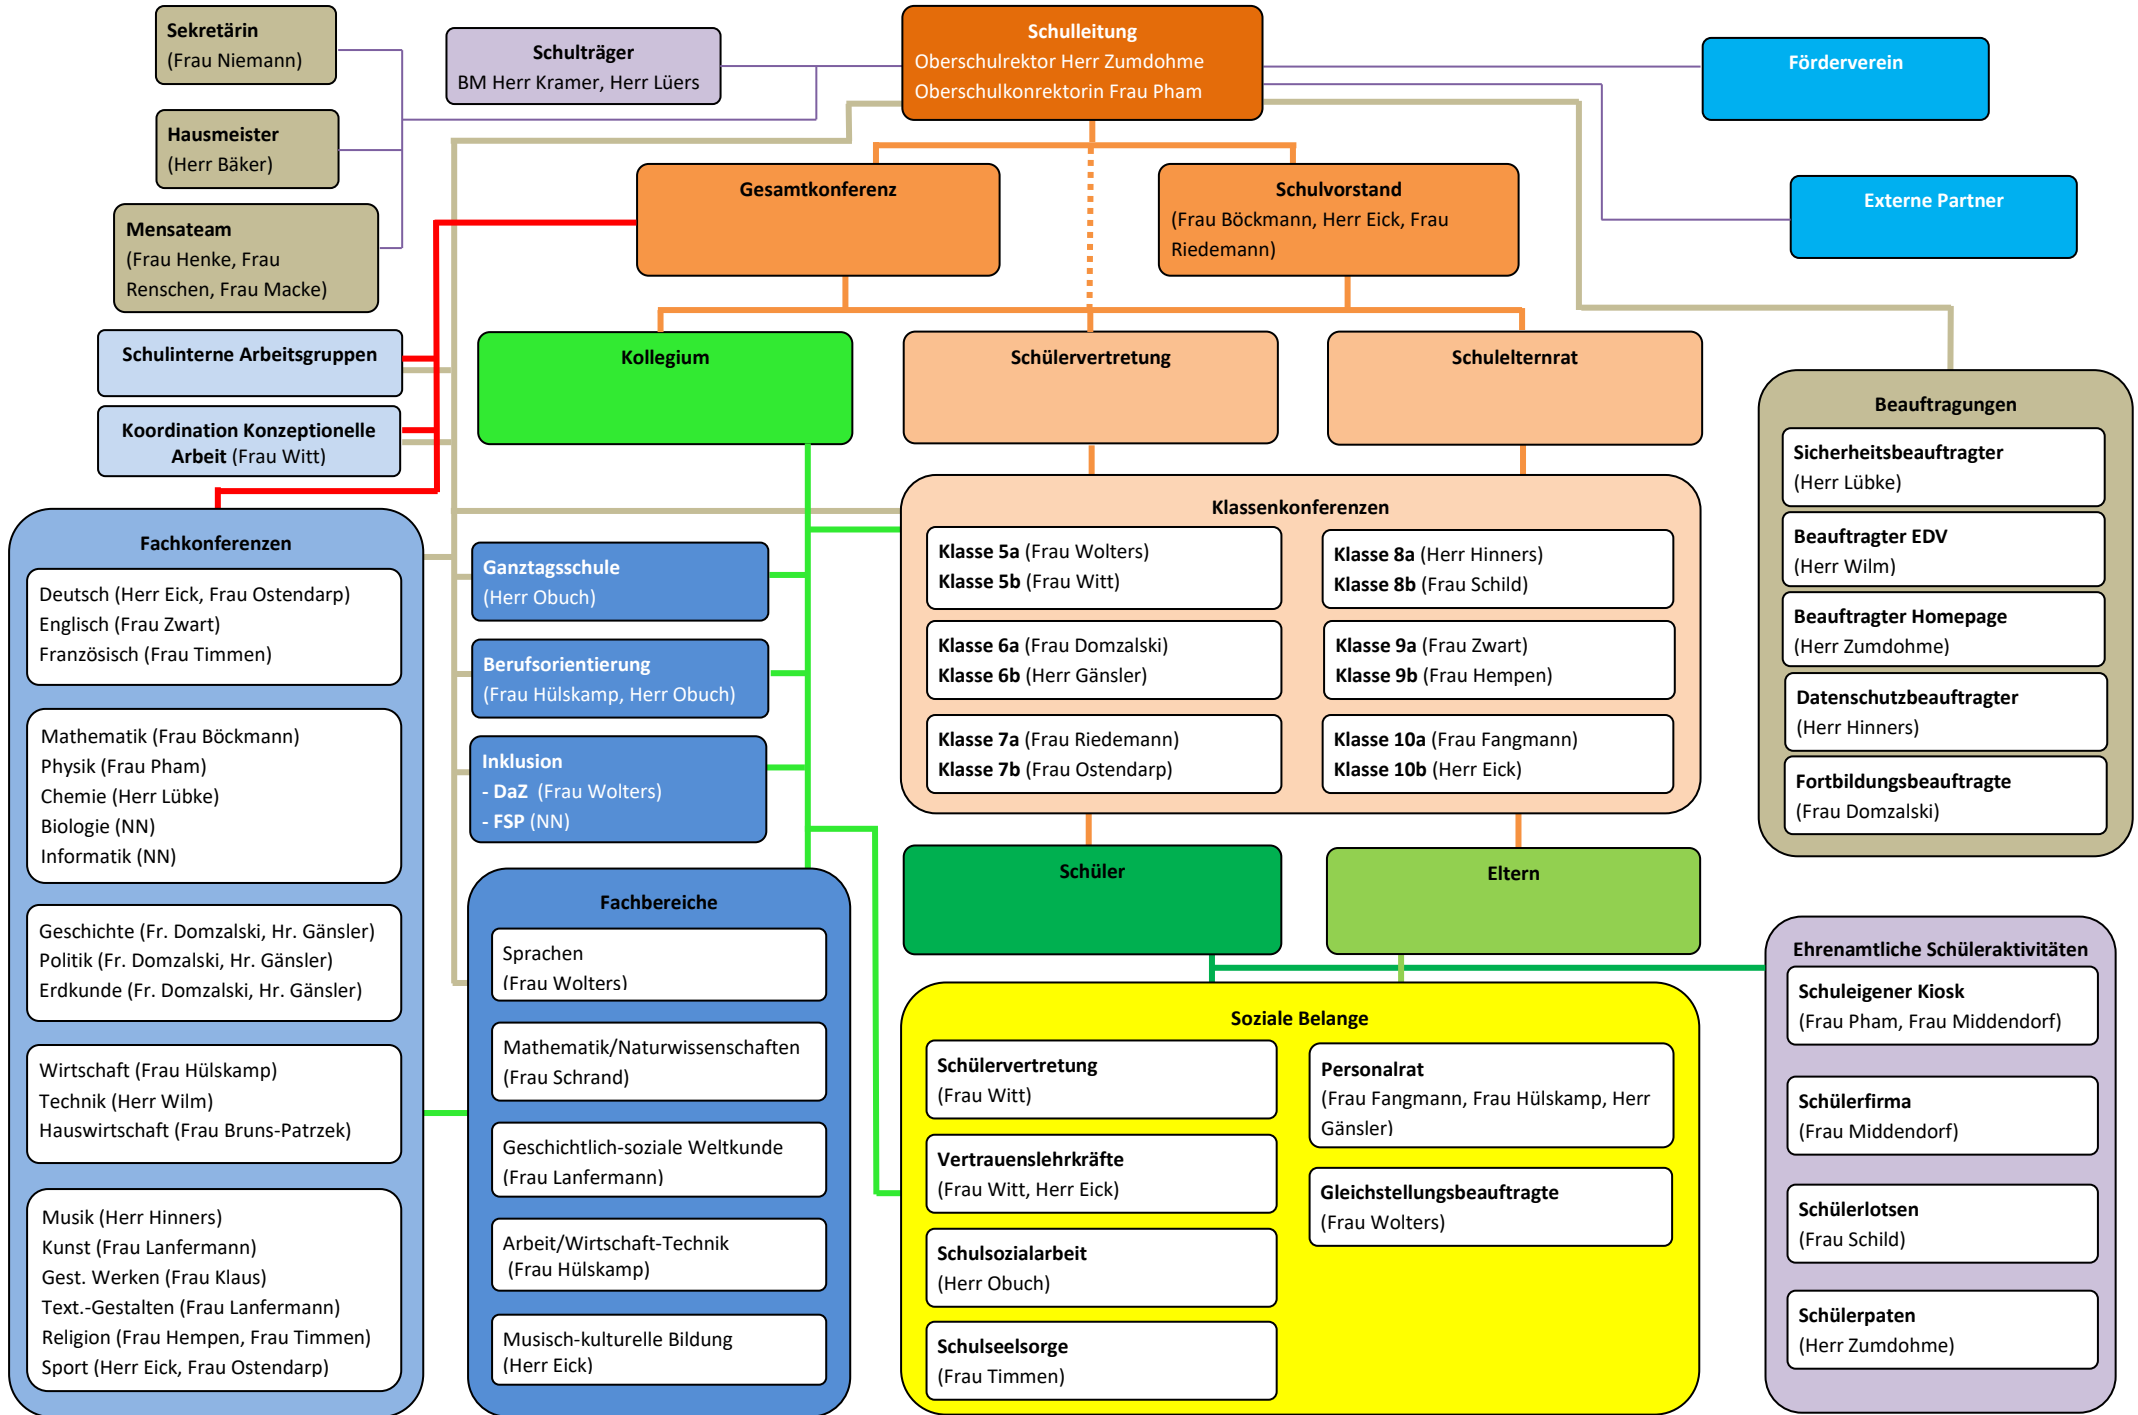 Sekretärin
(Frau Niemann)
Schulträger
BM Herr Kramer, Herr Lüers
Schulleitung
Oberschulrektor Herr Zumdohme
Oberschulkonrektorin Frau Pham
Förderverein
Hausmeister
(Herr Bäker)
Gesamtkonferenz
Schulvorstand
(Frau Böckmann, Herr Eick, Frau
Riedemann)
Externe Partner
Mensateam
(Frau Henke, Frau
Renschen, Frau Macke)
Schulinterne Arbeitsgruppen
Koordination Konzeptionelle
Arbeit (Frau Witt)
Kollegium
Schülervertretung
Schulelternrat
Fachkonferenzen
Deutsch (Herr Eick, Frau Ostendarp)
Englisch (Frau Zwart)
Französisch (Frau Timmen)
Mathematik (Frau Böckmann)
Physik (Frau Pham)
Chemie (Herr Lübke)
Biologie (NN)
Informatik (NN)
Geschichte (Fr. Domzalski, Hr. Gänsler)
Politik (Fr. Domzalski, Hr. Gänsler)
Erdkunde (Fr. Domzalski, Hr. Gänsler)
Wirtschaft (Frau Hülskamp)
Technik (Herr Wilm)
Hauswirtschaft (Frau Bruns-Patrzek)
Musik (Herr Hinners)
Kunst (Frau Lanfermann)
Gest. Werken (Frau Klaus)
Text.-Gestalten (Frau Lanfermann)
Religion (Frau Hempen, Frau Timmen)
Sport (Herr Eick, Frau Ostendarp)
Ganztagsschule
(Herr Obuch)
Berufsorientierung
(Frau Hülskamp, Herr Obuch)
Inklusion
- DaZ (Frau Wolters)
- FSP (NN)
Fachbereiche
Sprachen
(Frau Wolters)
Mathematik/Naturwissenschaften
(Frau Schrand)
Geschichtlich-soziale Weltkunde
(Frau Lanfermann)
Arbeit/Wirtschaft-Technik
(Frau Hülskamp)
Musisch-kulturelle Bildung
(Herr Eick)
Klassenkonferenzen
Klasse 5a (Frau Wolters)
Klasse 5b (Frau Witt)
Klasse 6a (Frau Domzalski)
Klasse 6b (Herr Gänsler)
Klasse 7a (Frau Riedemann)
Klasse 7b (Frau Ostendarp)
Klasse 8a (Herr Hinners)
Klasse 8b (Frau Schild)
Klasse 9a (Frau Zwart)
Klasse 9b (Frau Hempen)
Klasse 10a (Frau Fangmann)
Klasse 10b (Herr Eick)
Schüler
Eltern
Soziale Belange
Schülervertretung
(Frau Witt)
Vertrauenslehrkräfte
(Frau Witt, Herr Eick)
Schulsozialarbeit
(Herr Obuch)
Schulseelsorge
(Frau Timmen)
Personalrat
(Frau Fangmann, Frau Hülskamp, Herr
Gänsler)
Gleichstellungsbeauftragte
(Frau Wolters)
Beauftragungen
Sicherheitsbeauftragter
(Herr Lübke)
Beauftragter EDV
(Herr Wilm)
Beauftragter Homepage
(Herr Zumdohme)
Datenschutzbeauftragter
(Herr Hinners)
Fortbildungsbeauftragte
(Frau Domzalski)
Ehrenamtliche Schüleraktivitäten
Schuleigener Kiosk
(Frau Pham, Frau Middendorf)
Schülerfirma
(Frau Middendorf)
Schülerlotsen
(Frau Schild)
Schülerpaten
(Herr Zumdohme)